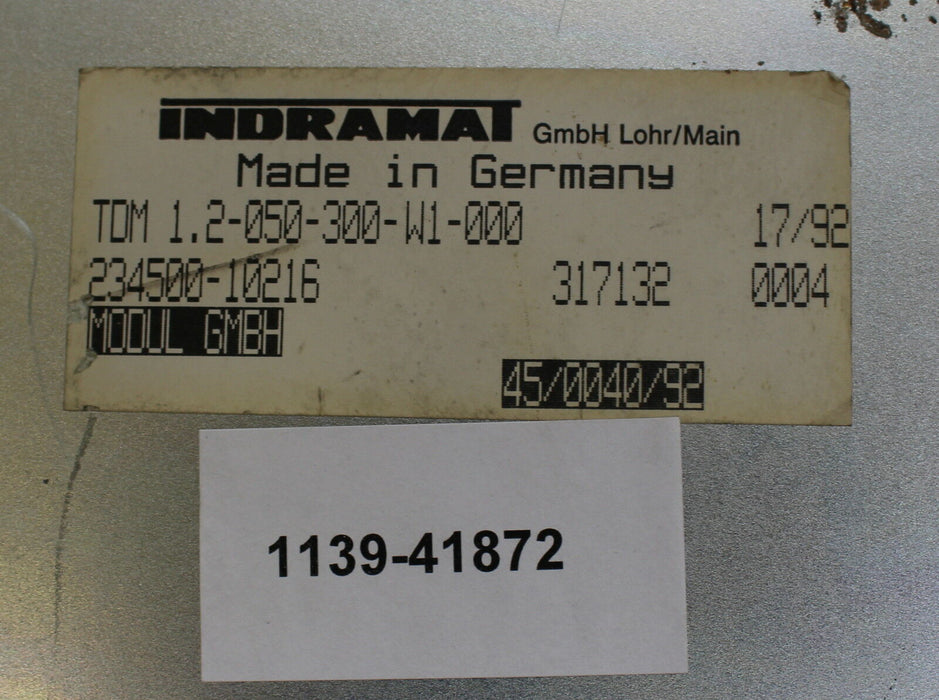 INDRAMAT GmbH Lohr/Main
Made in Germany
TDM 1.2-050-300-W1-000 17/92
234500-10216 317132 0004
MODUL GMBH
45/0040/92
1139-41872